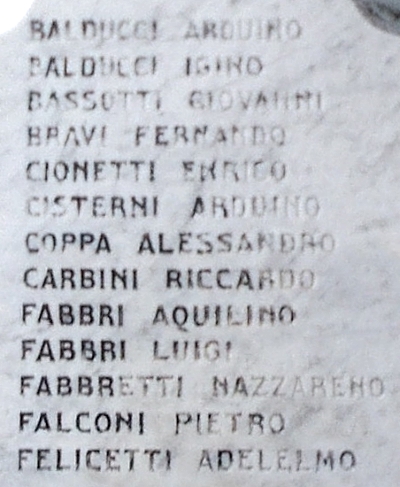 BALDUCCI ARDUINO
BALDUCCI IGINO
BASSOTTI GIOVANNI
BRAVI FERNANDO
CIONETTI ENRICO
CISTERNI ARDUINO
COPPA ALESSANDRO
CARBINI RICCARDO
FABBRI AQUILINO
FABBRI LUIGI
FABBRETTI NAZZARENO
FALCONI PIETRO
FELICETTI ADELELMO